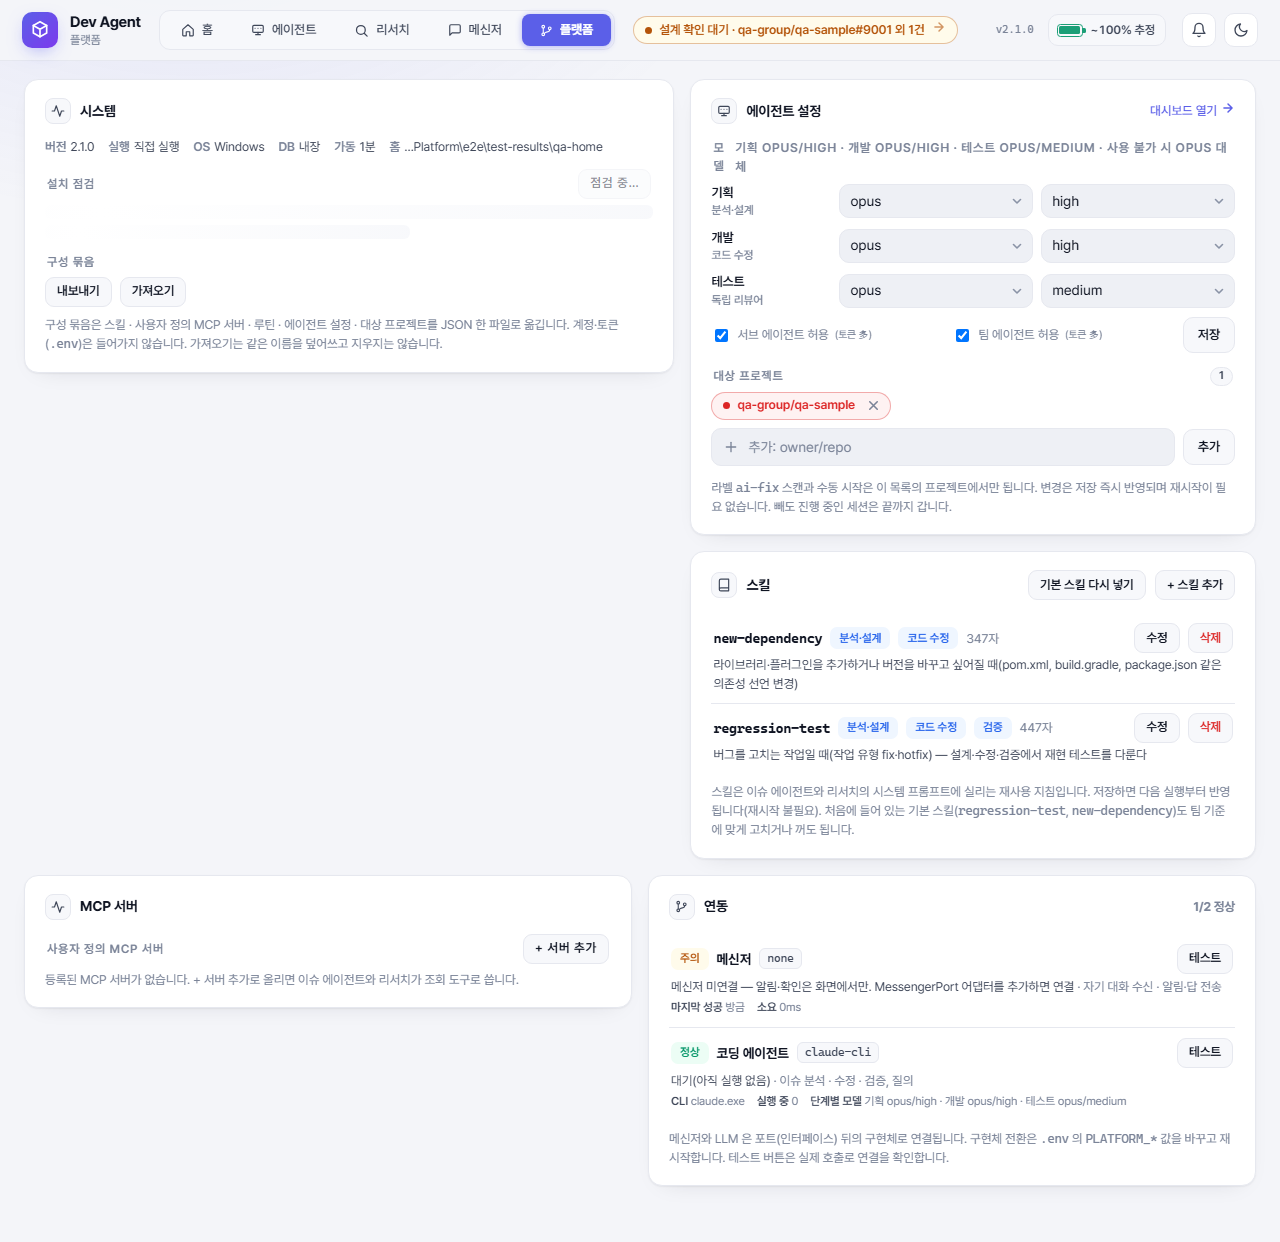 Dev Agent
플랫폼
홈
에이전트
리서치
메신저
플랫폼
설계 확인 대기 · qa-group/qa-sample#9001 외 1건 →
v2.1.0
~100% 추정
시스템
버전 2.1.0 실행 직접 실행 OS Windows DB 내장 가동 1분 홈 ...Platform\e2e\test-results\qa-home
설치 점검
점검 중...
구성 묶음
내보내기
가져오기
구성 묶음은 스킬 · 사용자 정의 MCP 서버 · 루틴 · 에이전트 설정 · 대상 프로젝트를 JSON 한 파일로 옮깁니다. 계정·토큰
(.env)은 들어가지 않습니다. 가져오기는 같은 이름을 덮어쓰고 지우지는 않습니다.
에이전트 설정
대시보드 열기 →
모델
기획 OPUS/HIGH · 개발 OPUS/HIGH · 테스트 OPUS/MEDIUM · 사용 불가 시 OPUS 대
체
기획
분석·설계
opus
high
개발
코드 수정
opus
high
테스트
독립 리뷰어
opus
medium
서브 에이전트 허용 (토큰 多)
팀 에이전트 허용 (토큰 多)
저장
대상 프로젝트
1
qa-group/qa-sample ✕
+ 추가: owner/repo
추가
라벨 ai-fix 스캔과 수동 시작은 이 목록의 프로젝트에서만 됩니다. 변경은 저장 즉시 반영되며 재시작이 필
요 없습니다. 빼도 진행 중인 세션은 끝까지 갑니다.
스킬
기본 스킬 다시 넣기
+ 스킬 추가
new-dependency 분석·설계 코드 수정 347자
수정
삭제
라이브러리·플러그인을 추가하거나 버전을 바꾸고 싶어질 때(pom.xml, build.gradle, package.json 같은
의존성 선언 변경)
regression-test 분석·설계 코드 수정 검증 447자
수정
삭제
버그를 고치는 작업일 때(작업 유형 fix·hotfix) — 설계·수정·검증에서 재현 테스트를 다룬다
스킬은 이슈 에이전트와 리서치의 시스템 프롬프트에 실리는 재사용 지침입니다. 저장하면 다음 실행부터 반영
됩니다(재시작 불필요). 처음에 들어 있는 기본 스킬(regression-test, new-dependency)도 팀 기준
에 맞게 고치거나 꺼도 됩니다.
MCP 서버
사용자 정의 MCP 서버
+ 서버 추가
등록된 MCP 서버가 없습니다. + 서버 추가로 올리면 이슈 에이전트와 리서치가 조회 도구로 씁니다.
연동
1/2 정상
주의 메신저 none
테스트
메신저 미연결 — 알림·확인은 화면에서만. MessengerPort 어댑터를 추가하면 연결 · 자기 대화 수신 · 알림·답 전송
마지막 성공 방금 소요 0ms
정상 코딩 에이전트 claude-cli
테스트
대기(아직 실행 없음) · 이슈 분석 · 수정 · 검증, 질의
CLI claude.exe 실행 중 0 단계별 모델 기획 opus/high · 개발 opus/high · 테스트 opus/medium
메신저와 LLM 은 포트(인터페이스) 뒤의 구현체로 연결됩니다. 구현체 전환은 .env 의 PLATFORM_* 값을 바꾸고 재
시작합니다. 테스트 버튼은 실제 호출로 연결을 확인합니다.